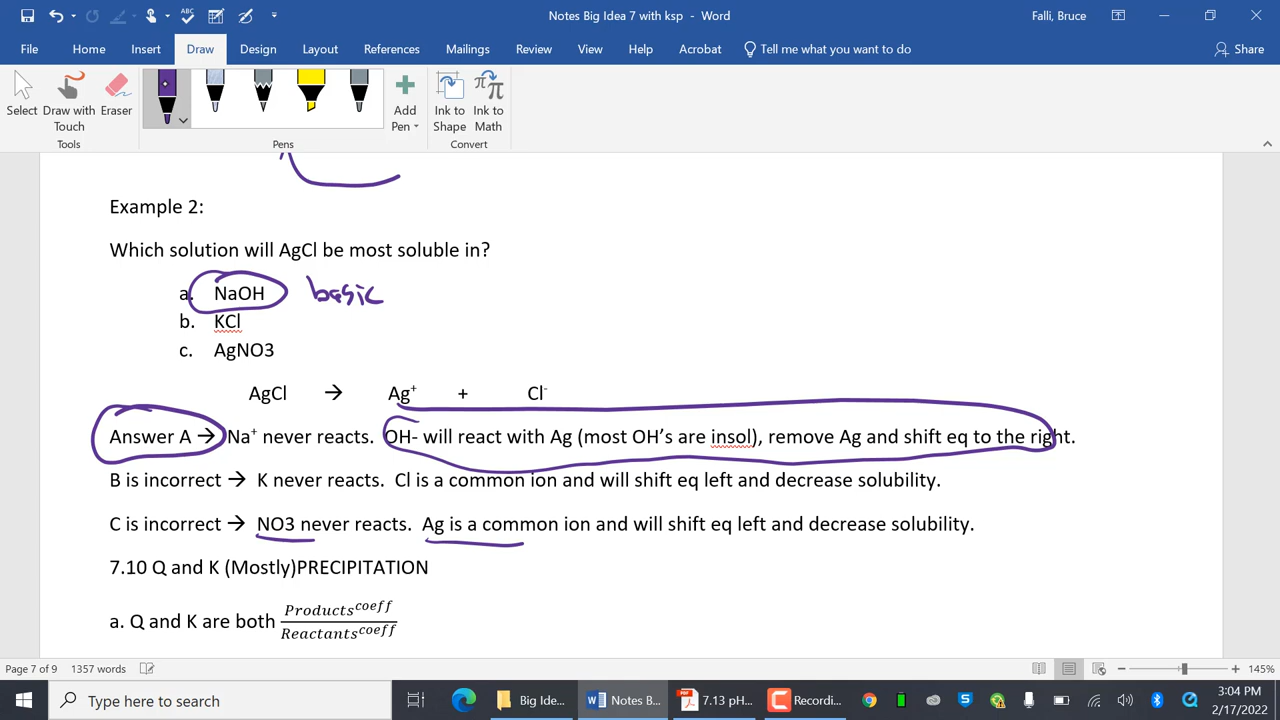 Notes Big Idea 7 with ksp - Word
Falli, Bruce
File Home Insert Draw Design Layout References Mailings Review View Help Acrobat Tell me what you want to do Share
Select Draw with Touch Eraser Add Pen Ink to Shape Ink to Math
Tools Pens Convert
Example 2:
Which solution will AgCl be most soluble in?
a. NaOH basic
b. KCl
c. AgNO3
AgCl → Ag⁺ + Cl⁻
Answer A → Na⁺ never reacts. OH- will react with Ag (most OH’s are insol), remove Ag and shift eq to the right.
B is incorrect → K never reacts. Cl is a common ion and will shift eq left and decrease solubility.
C is incorrect → NO3 never reacts. Ag is a common ion and will shift eq left and decrease solubility.
7.10 Q and K (Mostly)PRECIPITATION
a. Q and K are both Products^coeff / Reactants^coeff
Page 7 of 9 1357 words 145%
Type here to search Big Ide... Notes B... 7.13 pH... Recordi... 3:04 PM
2/17/2022